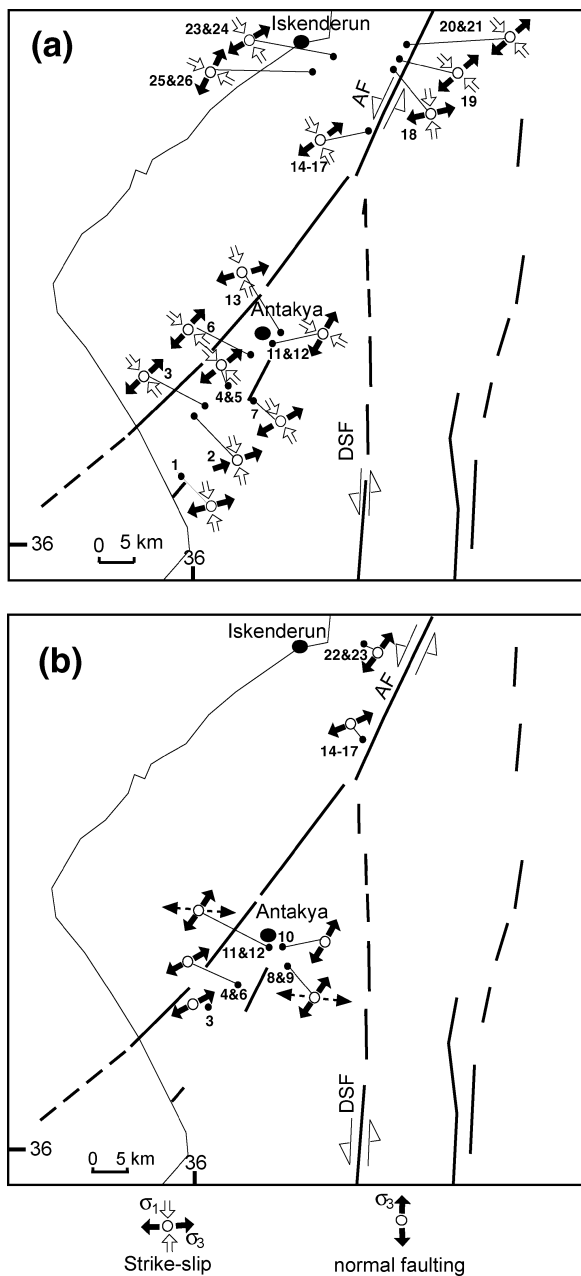 (a)
23&24
Iskenderun
20&21
25&26
19
AF
18
14-17
13
Antakya
6
11&12
3
4&5
7
2
DSF
1
36
0 5 km
36
(b)
Iskenderun
22&23
AF
14-17
Antakya
10
11&12
8&9
4&6
3
DSF
36
0 5 km
36
σ1
σ3
Strike-slip
σ3
normal faulting